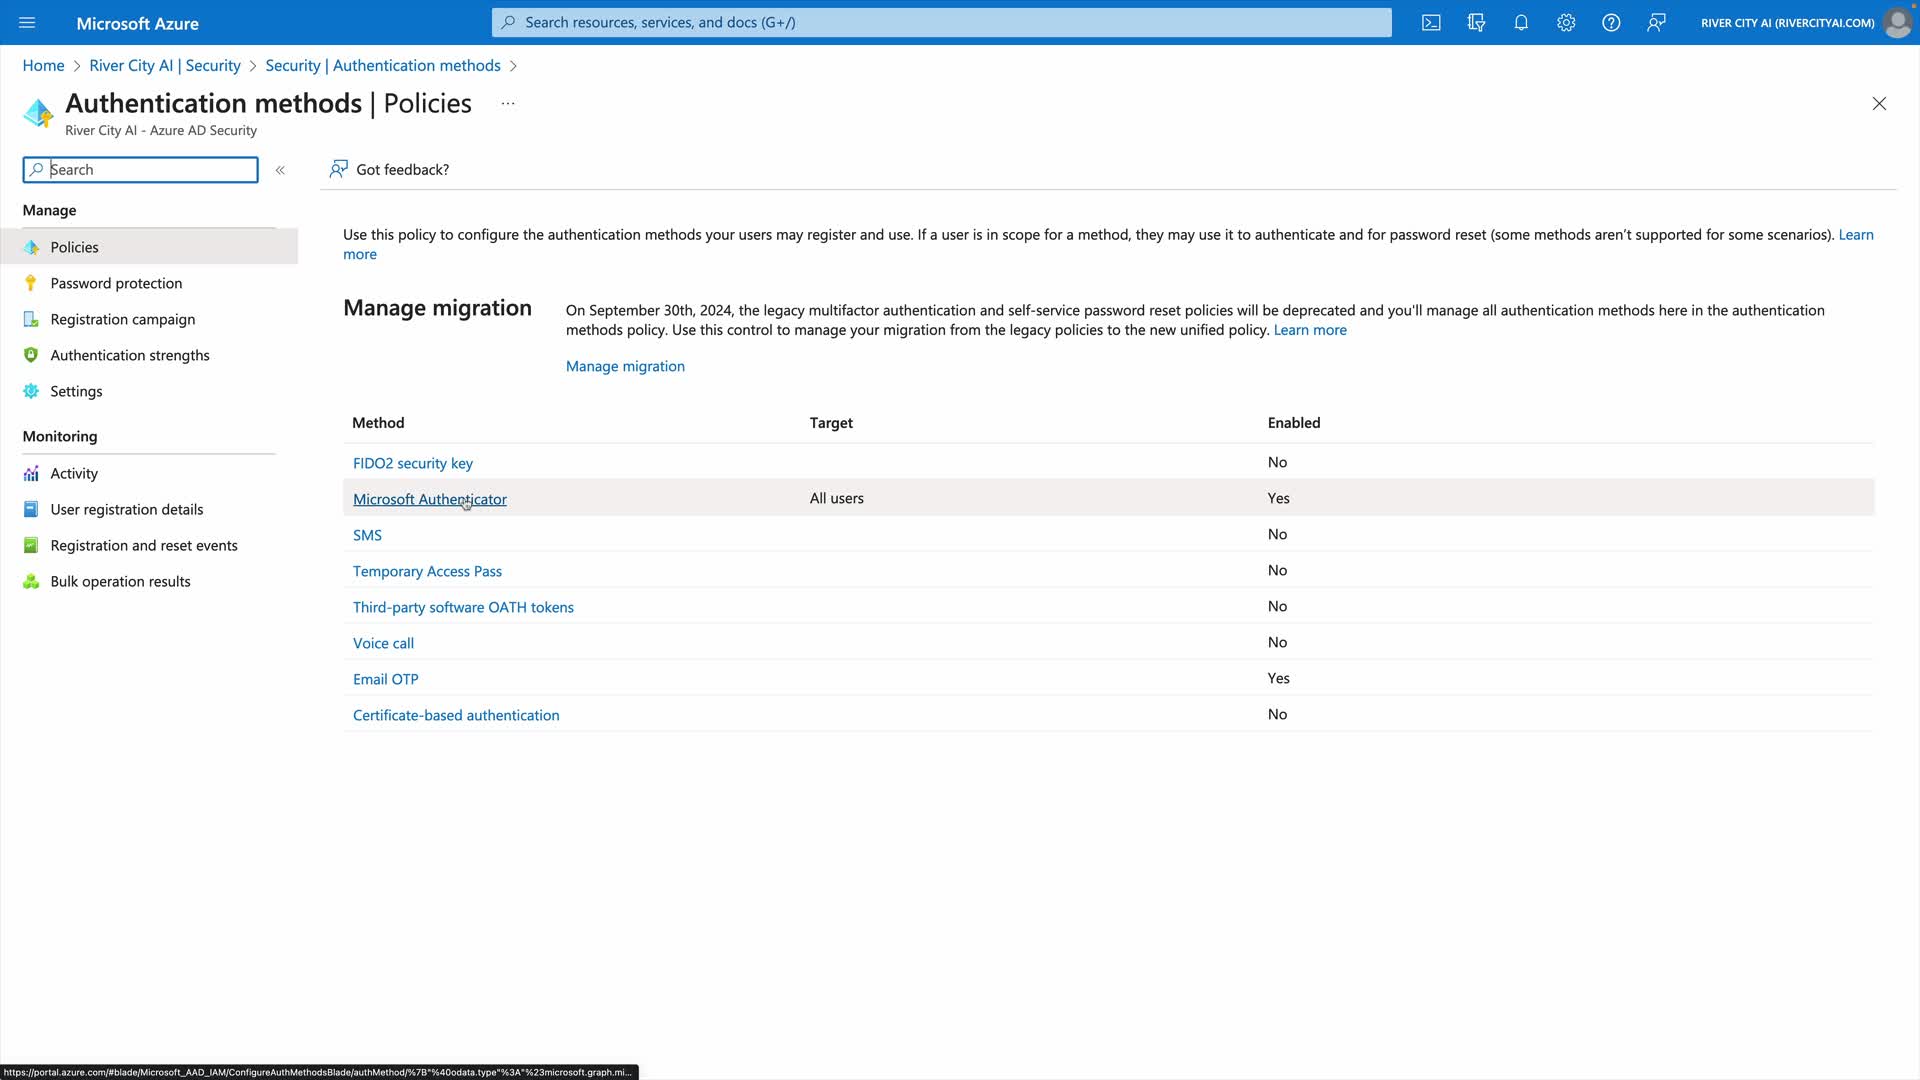 Microsoft Azure
Search resources, services, and docs (G+/)
RIVER CITY AI (RIVERCITYAI.COM)
Home > River City AI | Security > Security | Authentication methods >
Authentication methods | Policies ...
River City AI - Azure AD Security
Search
«
Got feedback?
Manage
Policies
Password protection
Registration campaign
Authentication strengths
Settings
Monitoring
Activity
User registration details
Registration and reset events
Bulk operation results
Use this policy to configure the authentication methods your users may register and use. If a user is in scope for a method, they may use it to authenticate and for password reset (some methods aren't supported for some scenarios). Learn
more
Manage migration
On September 30th, 2024, the legacy multifactor authentication and self-service password reset policies will be deprecated and you'll manage all authentication methods here in the authentication
methods policy. Use this control to manage your migration from the legacy policies to the new unified policy. Learn more
Manage migration
Method Target Enabled
FIDO2 security key No
Microsoft Authenticator All users Yes
SMS No
Temporary Access Pass No
Third-party software OATH tokens No
Voice call No
Email OTP Yes
Certificate-based authentication No
https://portal.azure.com/#blade/Microsoft_AAD_IAM/ConfigureAuthMethodsBlade/authMethod/%7B"%40odata.type"%3A"%23microsoft.graph.mi...